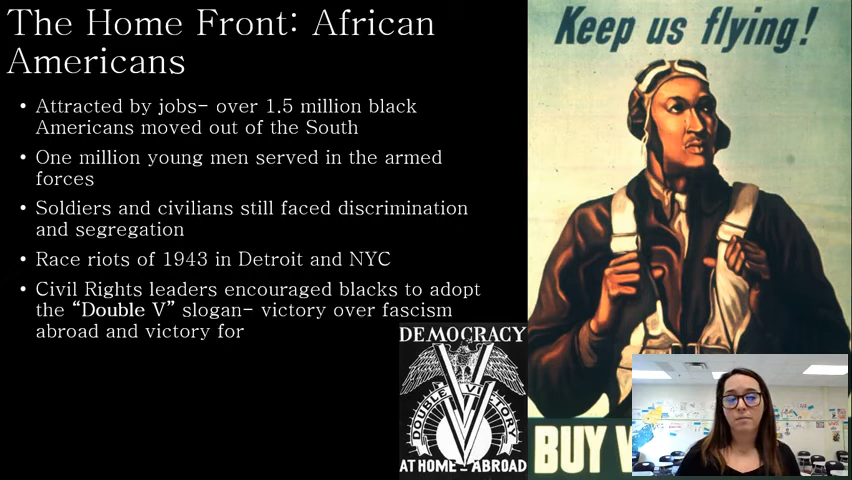 The Home Front: African
Americans
• Attracted by jobs- over 1.5 million black
Americans moved out of the South
• One million young men served in the armed
forces
• Soldiers and civilians still faced discrimination
and segregation
• Race riots of 1943 in Detroit and NYC
• Civil Rights leaders encouraged blacks to adopt
the “Double V” slogan- victory over fascism
abroad and victory for
DEMOCRACY
DOUBLE VICTORY
AT HOME - ABROAD
Keep us flying!
BUY